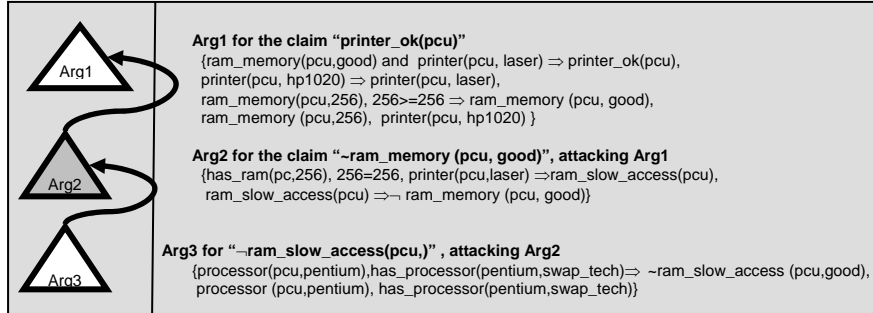 Arg1 for the claim “printer_ok(pcu)”
{ram_memory(pcu,good) and printer(pcu, laser) ⇒ printer_ok(pcu),
printer(pcu, hp1020) ⇒ printer(pcu, laser),
ram_memory(pcu,256), 256>=256 ⇒ ram_memory (pcu, good),
ram_memory (pcu,256), printer(pcu, hp1020) }
Arg1
Arg2 for the claim “~ram_memory (pcu, good)”, attacking Arg1
{has_ram(pc,256), 256=256, printer(pcu,laser) ⇒ram_slow_access(pcu),
ram_slow_access(pcu) ⇒¬ ram_memory (pcu, good)}
Arg2
Arg3 for “¬ram_slow_access(pcu,)” , attacking Arg2
{processor(pcu,pentium),has_processor(pentium,swap_tech)⇒ ~ram_slow_access (pcu,good),
processor (pcu,pentium), has_processor(pentium,swap_tech)}
Arg3